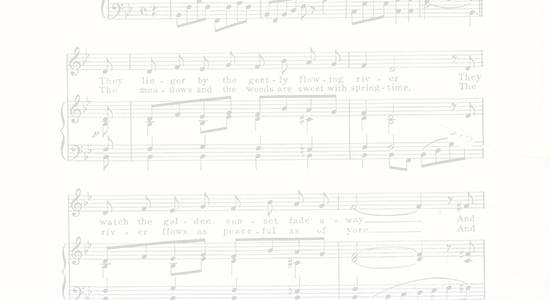 They lin - ger by the gent - ly flow - ing riv - er They
The mea - dows and the woods are sweet with spring - time, The
watch the gol - den sun - set fade a - way And
riv - er flows as peace - ful as of yore And